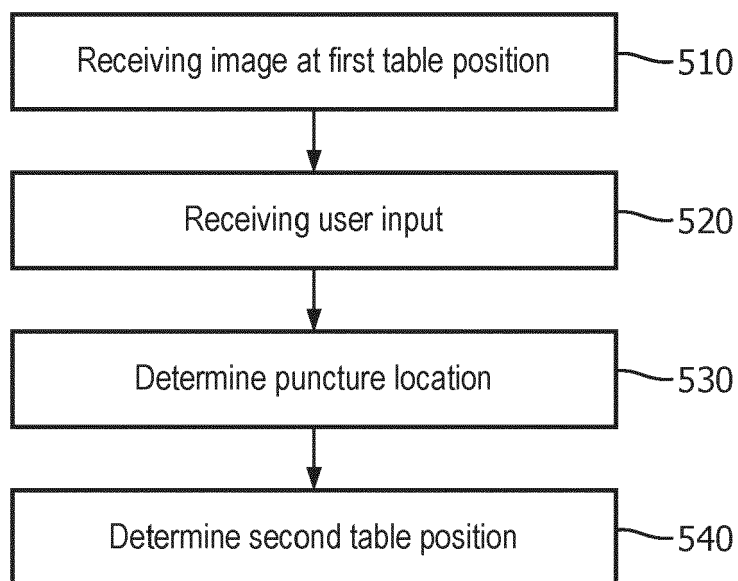 Receiving image at first table position 510
Receiving user input 520
Determine puncture location 530
Determine second table position 540